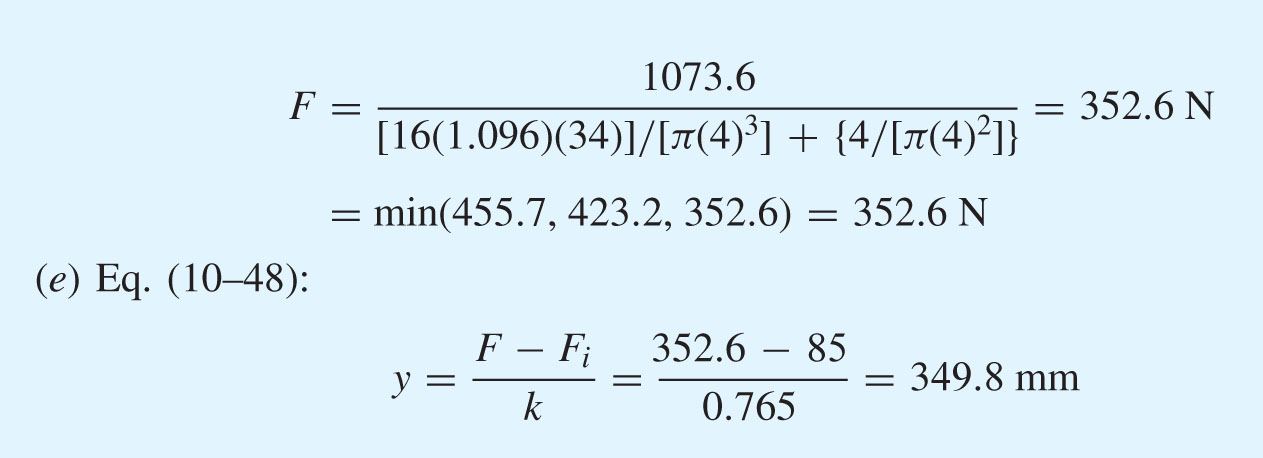 F = 1073.6 / [16(1.096)(34)]/[π(4)³] + {4/[π(4)²]} = 352.6 N
= min(455.7, 423.2, 352.6) = 352.6 N
(e) Eq. (10–48):
y = F − Fᵢ / k = 352.6 − 85 / 0.765 = 349.8 mm